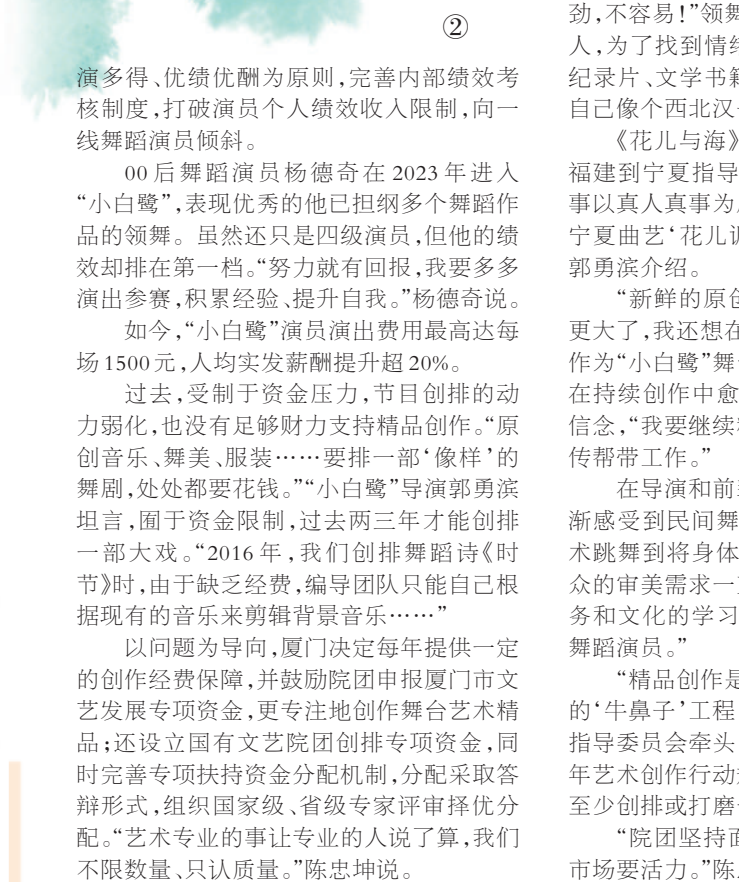 ②
演多得、优绩优酬为原则，完善内部绩效考
核制度，打破演员个人绩效收入限制，向一
线舞蹈演员倾斜。
00后舞蹈演员杨德奇在2023年进入
“小白鹭”，表现优秀的他已担纲多个舞蹈作
品的领舞。虽然还只是四级演员，但他的绩
效却排在第一档。“努力就有回报，我要多多
演出参赛，积累经验、提升自我。”杨德奇说。
如今，“小白鹭”演员演出费用最高达每
场1500元，人均实发薪酬提升超20%。
过去，受制于资金压力，节目创排的动
力弱化，也没有足够财力支持精品创作。“原
创音乐、舞美、服装……要排一部‘像样’的
舞剧，处处都要花钱。”“小白鹭”导演郭勇滨
坦言，囿于资金限制，过去两三年才能创排
一部大戏。“2016年，我们创排舞蹈诗《时
节》时，由于缺乏经费，编导团队只能自己根
据现有的音乐来剪辑背景音乐……”
以问题为导向，厦门决定每年提供一定
的创作经费保障，并鼓励院团申报厦门市文
艺发展专项资金，更专注地创作舞台艺术精
品；还设立国有文艺院团创排专项资金，同
时完善专项扶持资金分配机制，分配采取答
辩形式，组织国家级、省级专家评审择优分
配。“艺术专业的事让专业的人说了算，我们
不限数量、只认质量。”陈忠坤说。
劲，不容易！”领舞
人，为了找到情绪
纪录片、文学书籍
自己像个西北汉
《花儿与海》
福建到宁夏指导
事以真人真事为
宁夏曲艺‘花儿
郭勇滨介绍。
“新鲜的原创
更大了，我还想在
作为“小白鹭”舞
在持续创作中愈
信念，“我要继续
传帮带工作。”
在导演和前
渐感受到民间舞
术跳舞到将身体
众的审美需求一
务和文化的学习
舞蹈演员。”
“精品创作是
的‘牛鼻子’工程
指导委员会牵头
年艺术创作行动
至少创排或打磨
“院团坚持面
市场要活力。”陈